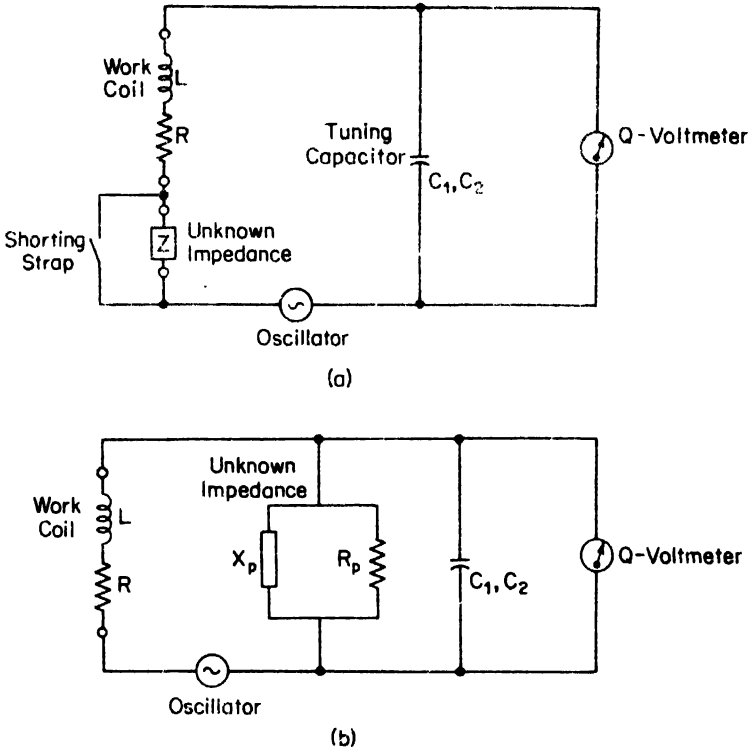 Work
Coil
L
R
Tuning
Capacitor
C₁, C₂
Q-Voltmeter
Shorting
Strap
Z
Unknown
Impedance
Oscillator
(a)
Unknown
Impedance
Work
Coil
L
R
Xₚ
Rₚ
C₁, C₂
Q-Voltmeter
Oscillator
(b)